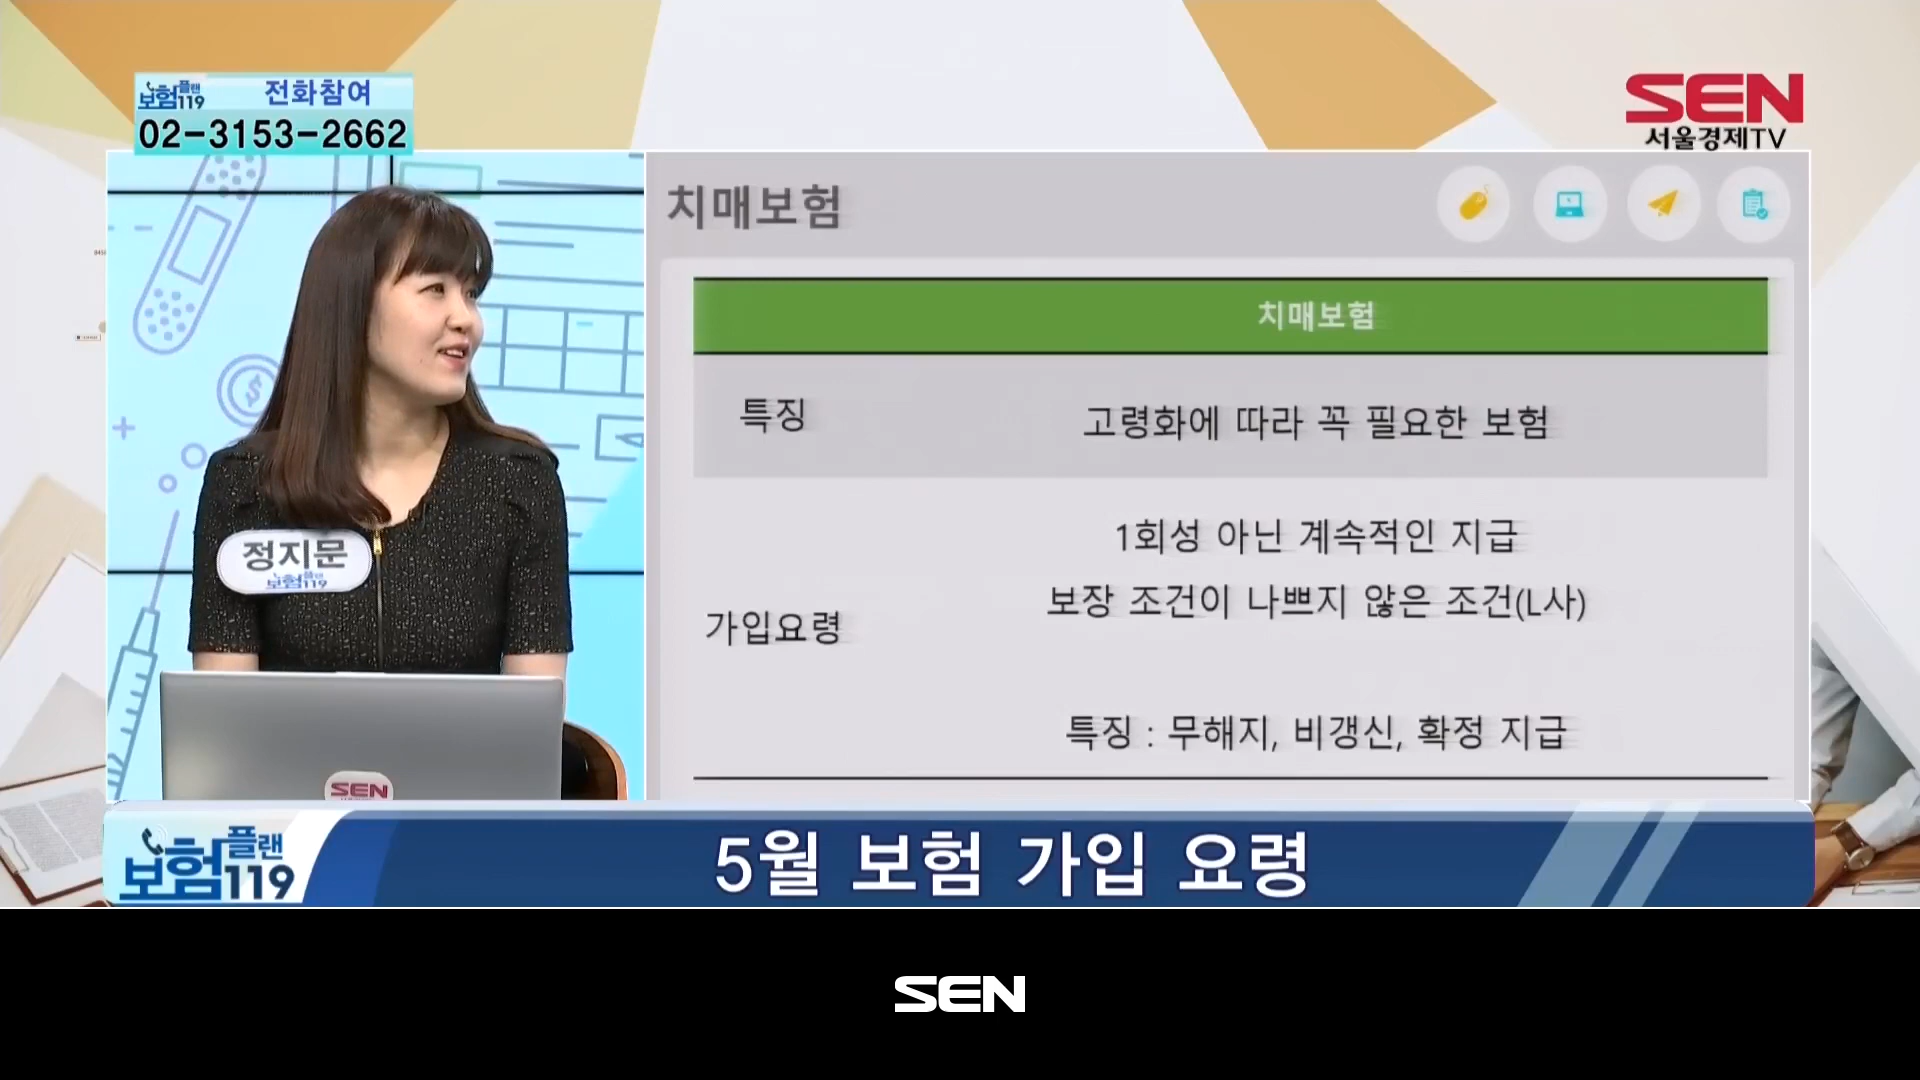 보험플랜119 전화참여
02-3153-2662
SEN
서울경제TV
치매보험
치매보험
특징
고령화에 따라 꼭 필요한 보험
가입요령
1회성 아닌 계속적인 지급
보장 조건이 나쁘지 않은 조건(L사)
특징 : 무해지, 비갱신, 확정 지급
정지문
보험플랜119
SEN
보험플랜119
5월 보험 가입 요령
SEN